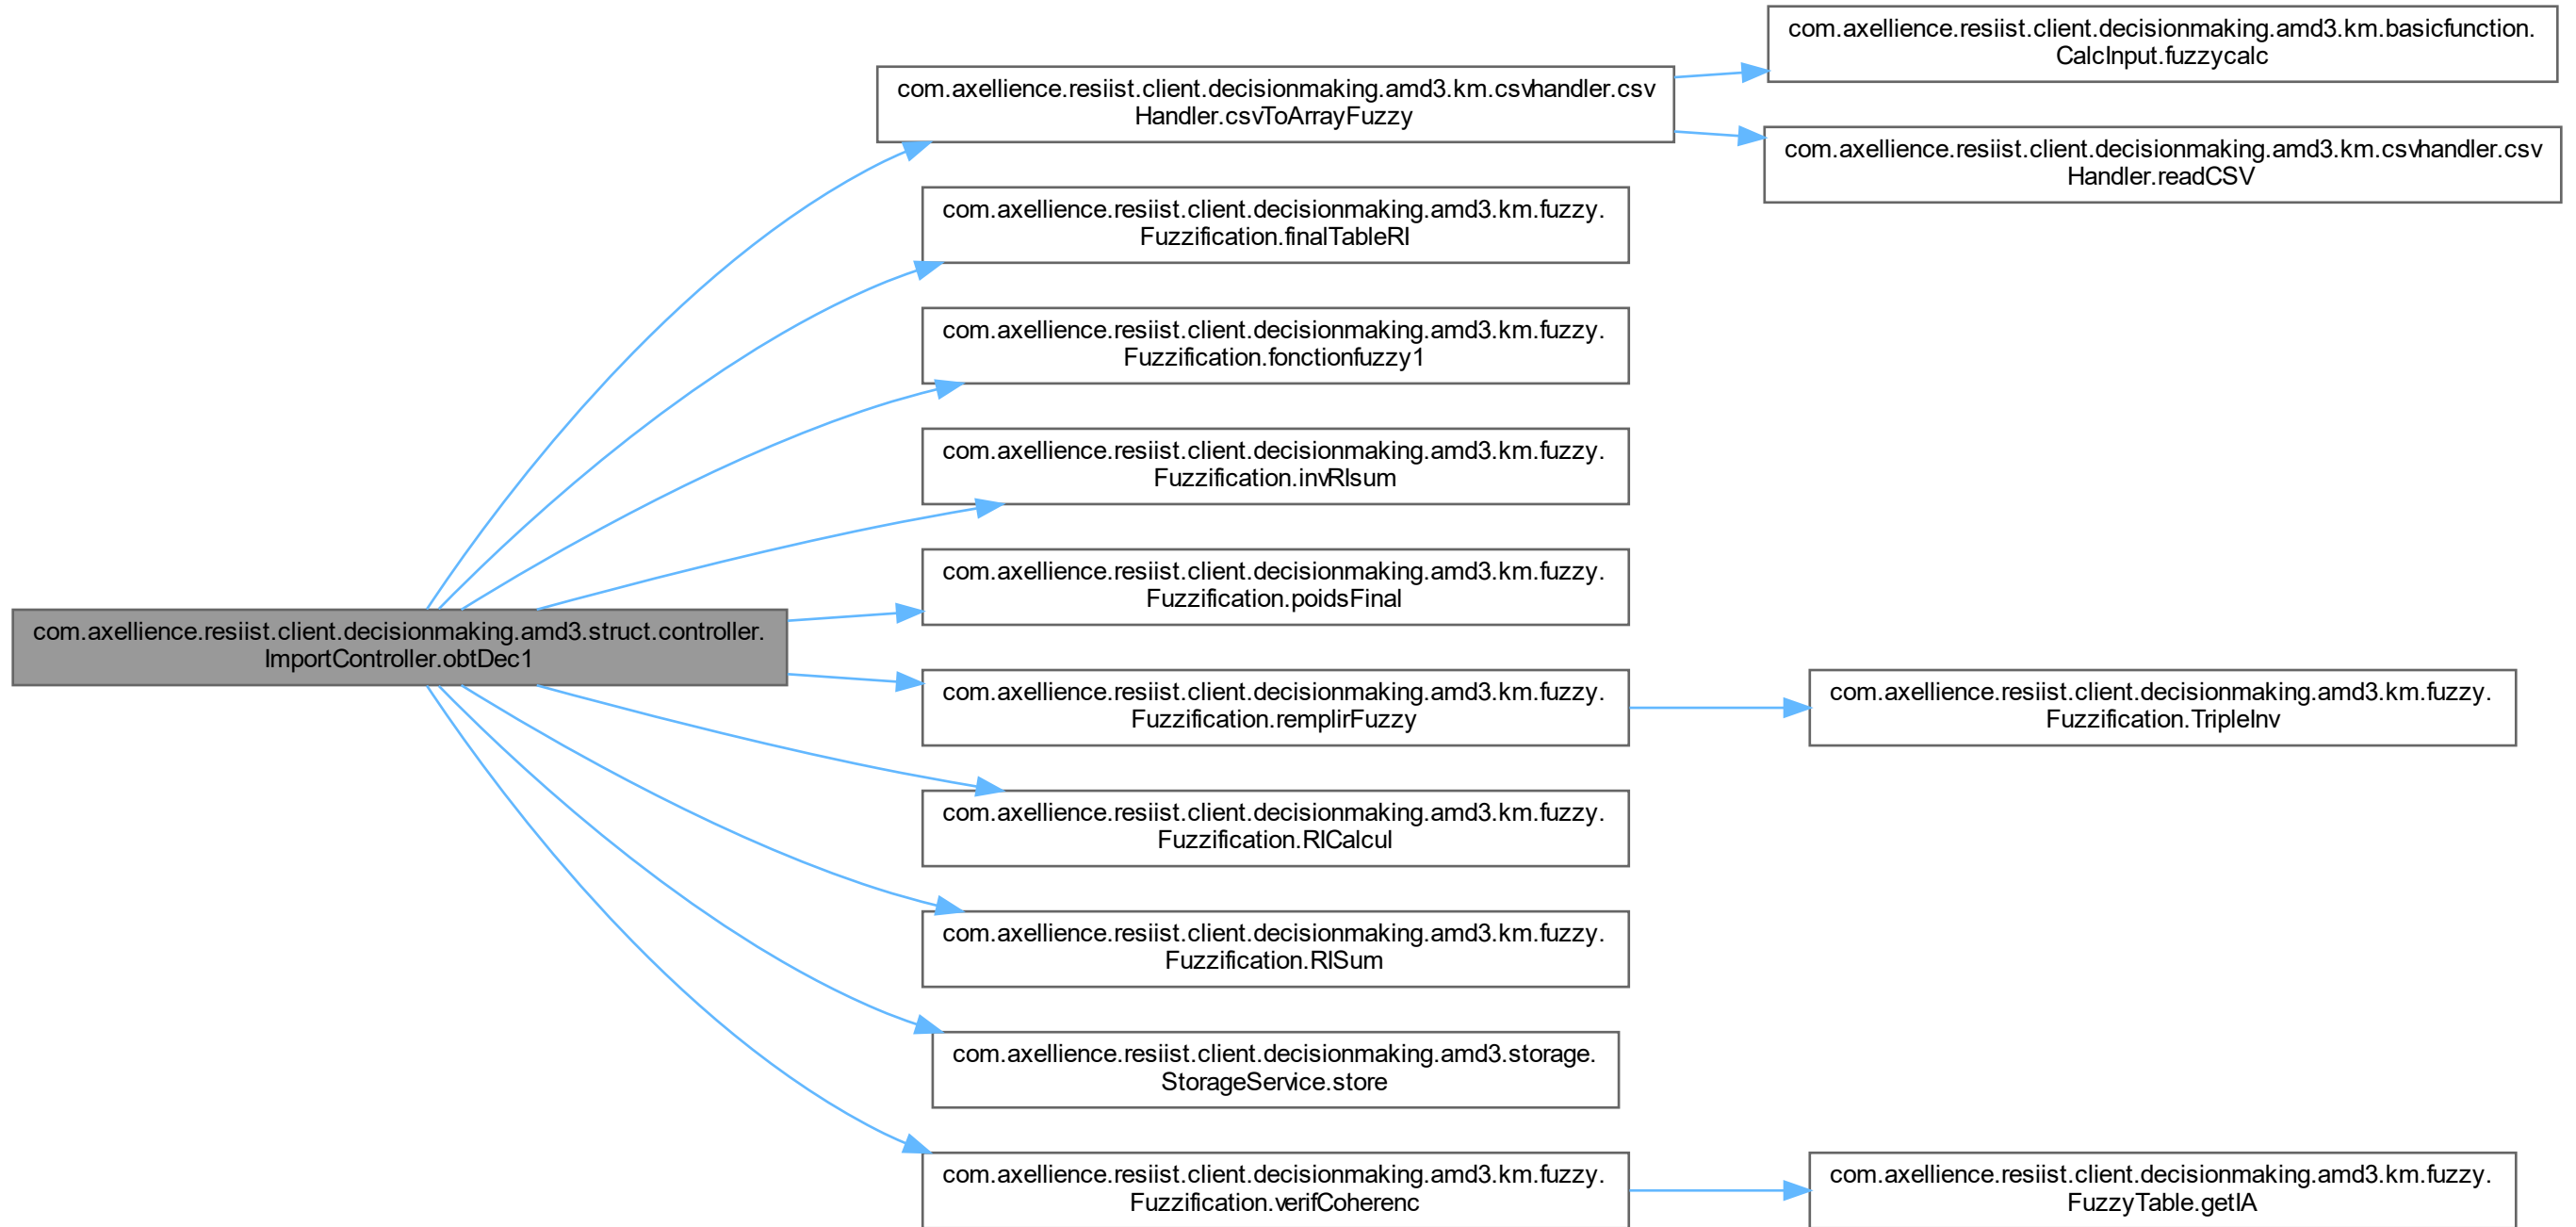 com.axellience.resiist.client.decisionmaking.amd3.struct.controller.
ImportController.obtDec1
com.axellience.resiist.client.decisionmaking.amd3.km.csvhandler.csv
Handler.csvToArrayFuzzy
com.axellience.resiist.client.decisionmaking.amd3.km.basicfunction.
CalcInput.fuzzycalc
com.axellience.resiist.client.decisionmaking.amd3.km.csvhandler.csv
Handler.readCSV
com.axellience.resiist.client.decisionmaking.amd3.km.fuzzy.
Fuzzification.finalTableRI
com.axellience.resiist.client.decisionmaking.amd3.km.fuzzy.
Fuzzification.fonctionfuzzy1
com.axellience.resiist.client.decisionmaking.amd3.km.fuzzy.
Fuzzification.invRIsum
com.axellience.resiist.client.decisionmaking.amd3.km.fuzzy.
Fuzzification.poidsFinal
com.axellience.resiist.client.decisionmaking.amd3.km.fuzzy.
Fuzzification.remplirFuzzy
com.axellience.resiist.client.decisionmaking.amd3.km.fuzzy.
Fuzzification.TripleInv
com.axellience.resiist.client.decisionmaking.amd3.km.fuzzy.
Fuzzification.RICalcul
com.axellience.resiist.client.decisionmaking.amd3.km.fuzzy.
Fuzzification.RISum
com.axellience.resiist.client.decisionmaking.amd3.storage.
StorageService.store
com.axellience.resiist.client.decisionmaking.amd3.km.fuzzy.
Fuzzification.verifCoherenc
com.axellience.resiist.client.decisionmaking.amd3.km.fuzzy.
FuzzyTable.getIA